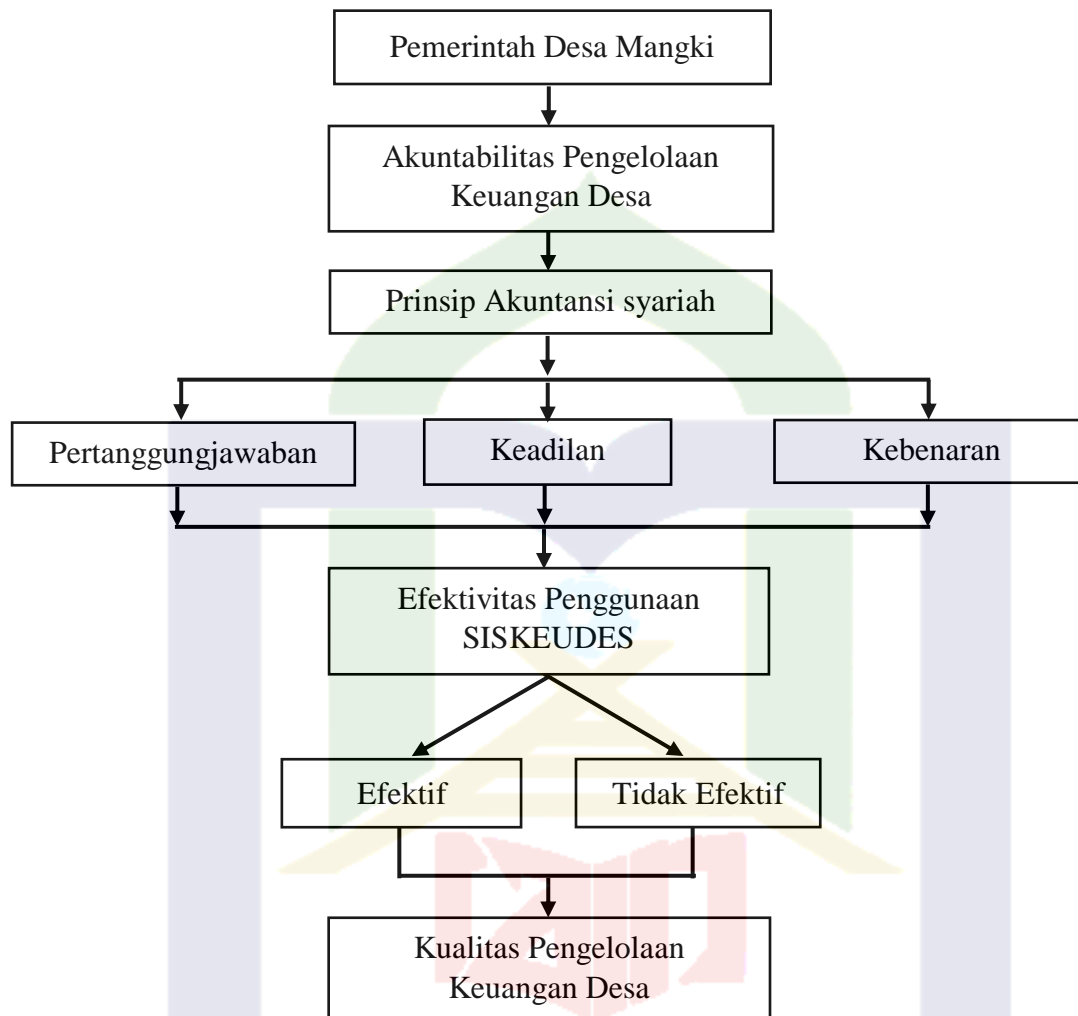 Pemerintah Desa Mangki
Akuntabilitas Pengelolaan
Keuangan Desa
Prinsip Akuntansi syariah
Pertanggungjawaban
Keadilan
Kebenaran
Efektivitas Penggunaan
SISKEUDES
Efektif
Tidak Efektif
Kualitas Pengelolaan
Keuangan Desa